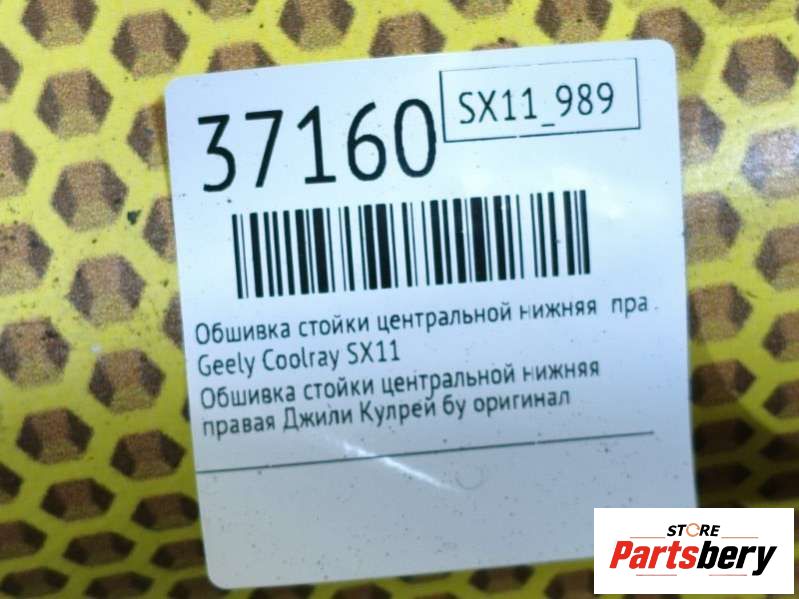 37160
SX11_989
Обшивка стойки центральной нижняя пра
Geely Coolray SX11
Обшивка стойки центральной нижняя
правая Джили Кулрей бу оригинал
STORE
Partsbery